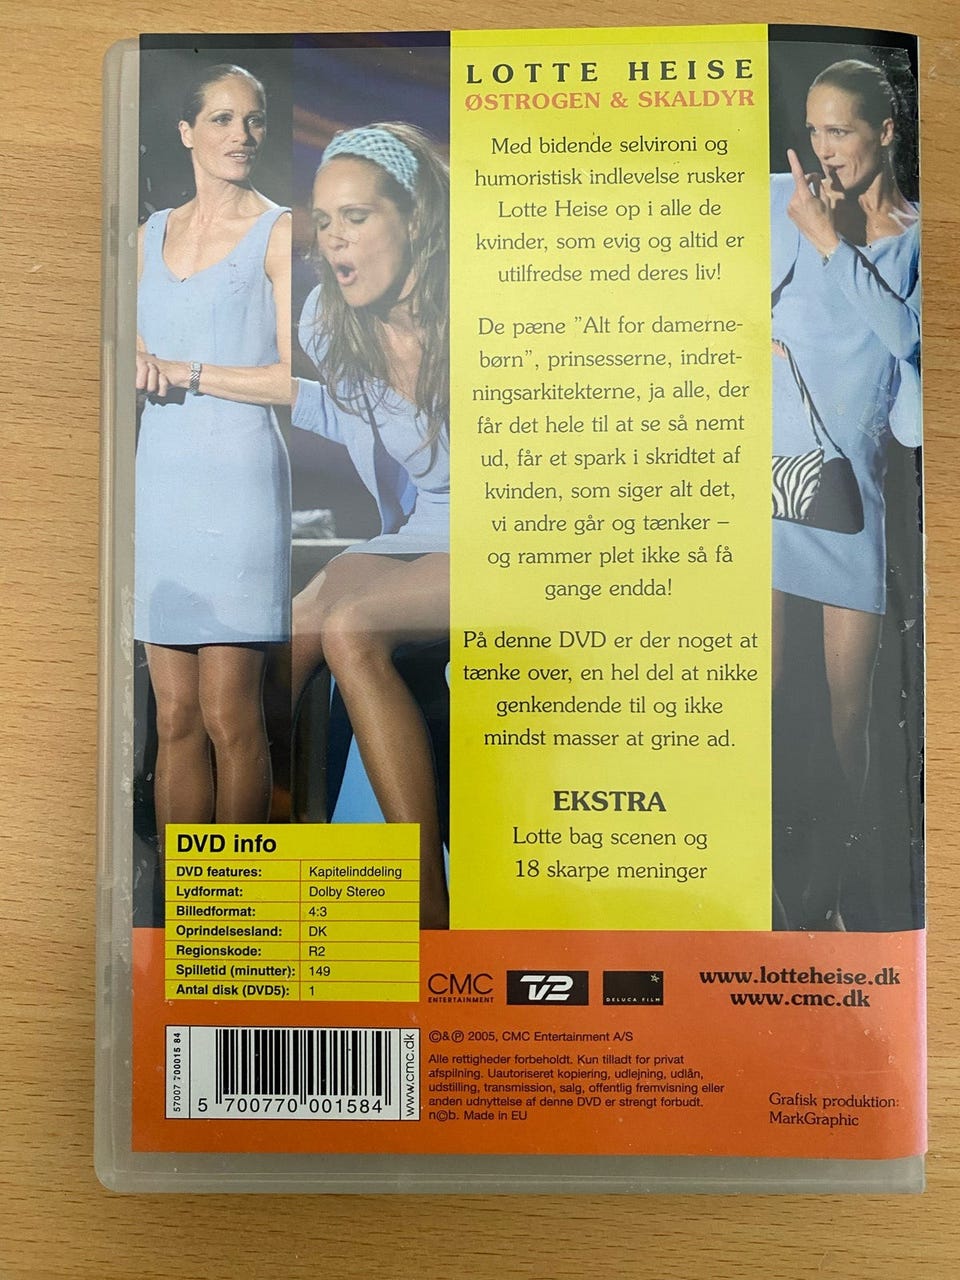 LOTTE HEISE
ØSTROGEN & SKALDYR
Med bidende selvironi og
humoristisk indlevelse rusker
Lotte Heise op i alle de
kvinder, som evig og altid er
utilfredse med deres liv!
De pæne ”Alt for damerne-
børn”, prinsesserne, indret-
ningsarkitekterne, ja alle, der
får det hele til at se så nemt
ud, får et spark i skridtet af
kvinden, som siger alt det,
vi andre går og tænker –
og rammer plet ikke så få
gange endda!
På denne DVD er der noget at
tænke over, en hel del at nikke
genkendende til og ikke
mindst masser at grine ad.
EKSTRA
Lotte bag scenen og
18 skarpe meninger
DVD info
DVD features: Kapitelinddeling
Lydformat: Dolby Stereo
Billedformat: 4:3
Oprindelsesland: DK
Regionskode: R2
Spilletid (minutter): 149
Antal disk (DVD5): 1
CMC
ENTERTAINMENT
TV2
DELUCA FILM
www.lotteheise.dk
www.cmc.dk
57007 700015 84
5 700770 001584
www.cmc.dk
©&℗ 2005, CMC Entertainment A/S
Alle rettigheder forbeholdt. Kun tilladt for privat
afspilning. Uautoriseret kopiering, udlejning, udlån,
udstilling, transmission, salg, offentlig fremvisning eller
anden udnyttelse af denne DVD er strengt forbudt.
n©b. Made in EU
Grafisk produktion:
MarkGraphic